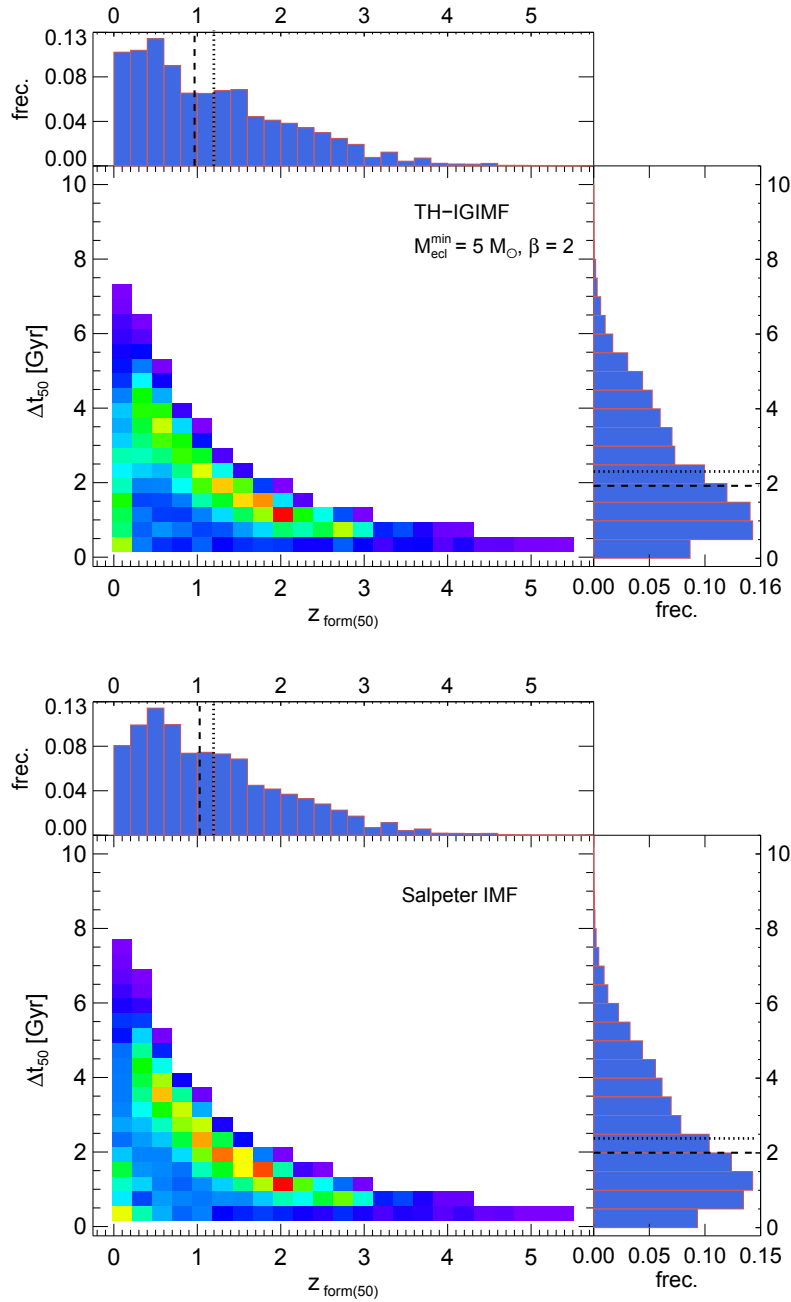 0 1 2 3 4 5
0.13
0.08
0.04
0.00
frec.
10
8
6
4
2
0
Δt50 [Gyr]
TH−IGIMF
M_ecl^min = 5 M⊙, β = 2
10
8
6
4
2
0
0 1 2 3 4 5
z form(50)
0.00 0.05 0.10 0.16
frec.
0 1 2 3 4 5
0.13
0.08
0.04
0.00
frec.
10
8
6
4
2
0
Δt50 [Gyr]
Salpeter IMF
10
8
6
4
2
0
0 1 2 3 4 5
z form(50)
0.00 0.05 0.10 0.15
frec.